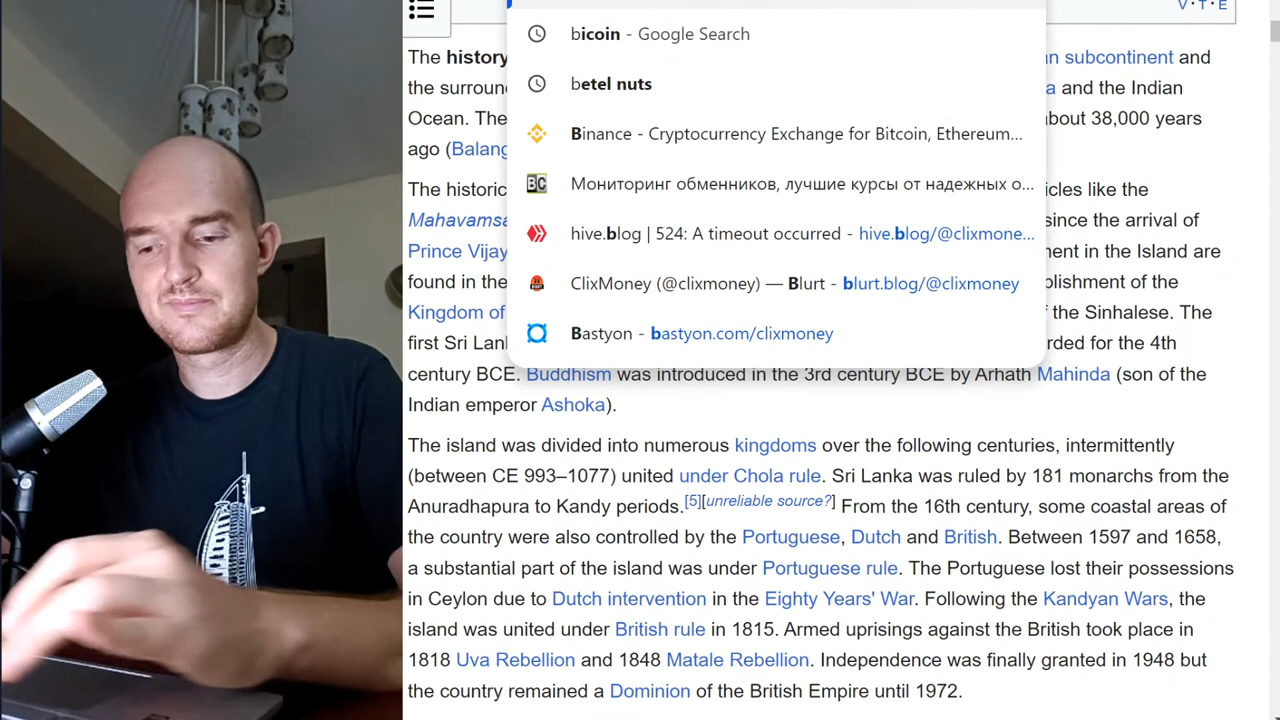 V · T · E
bicoin - Google Search
betel nuts
Binance - Cryptocurrency Exchange for Bitcoin, Ethereum...
BC
Мониторинг обменников, лучшие курсы от надежных о...
hive.blog | 524: A timeout occurred - hive.blog/@clixmone...
ClixMoney (@clixmoney) — Blurt - blurt.blog/@clixmoney
Bastyon - bastyon.com/clixmoney
The history n subcontinent and
the surroun a and the Indian
Ocean. The bout 38,000 years
ago (Balang
The historic icles like the
Mahavamsa since the arrival of
Prince Vijay ent in the Island are
found in the plishment of the
Kingdom of f the Sinhalese. The
first Sri Lanl rded for the 4th
century BCE. Buddhism was introduced in the 3rd century BCE by Arhath Mahinda (son of the
Indian emperor Ashoka).
The island was divided into numerous kingdoms over the following centuries, intermittently
(between CE 993–1077) united under Chola rule. Sri Lanka was ruled by 181 monarchs from the
Anuradhapura to Kandy periods.[5][unreliable source?] From the 16th century, some coastal areas of
the country were also controlled by the Portuguese, Dutch and British. Between 1597 and 1658,
a substantial part of the island was under Portuguese rule. The Portuguese lost their possessions
in Ceylon due to Dutch intervention in the Eighty Years' War. Following the Kandyan Wars, the
island was united under British rule in 1815. Armed uprisings against the British took place in
1818 Uva Rebellion and 1848 Matale Rebellion. Independence was finally granted in 1948 but
the country remained a Dominion of the British Empire until 1972.